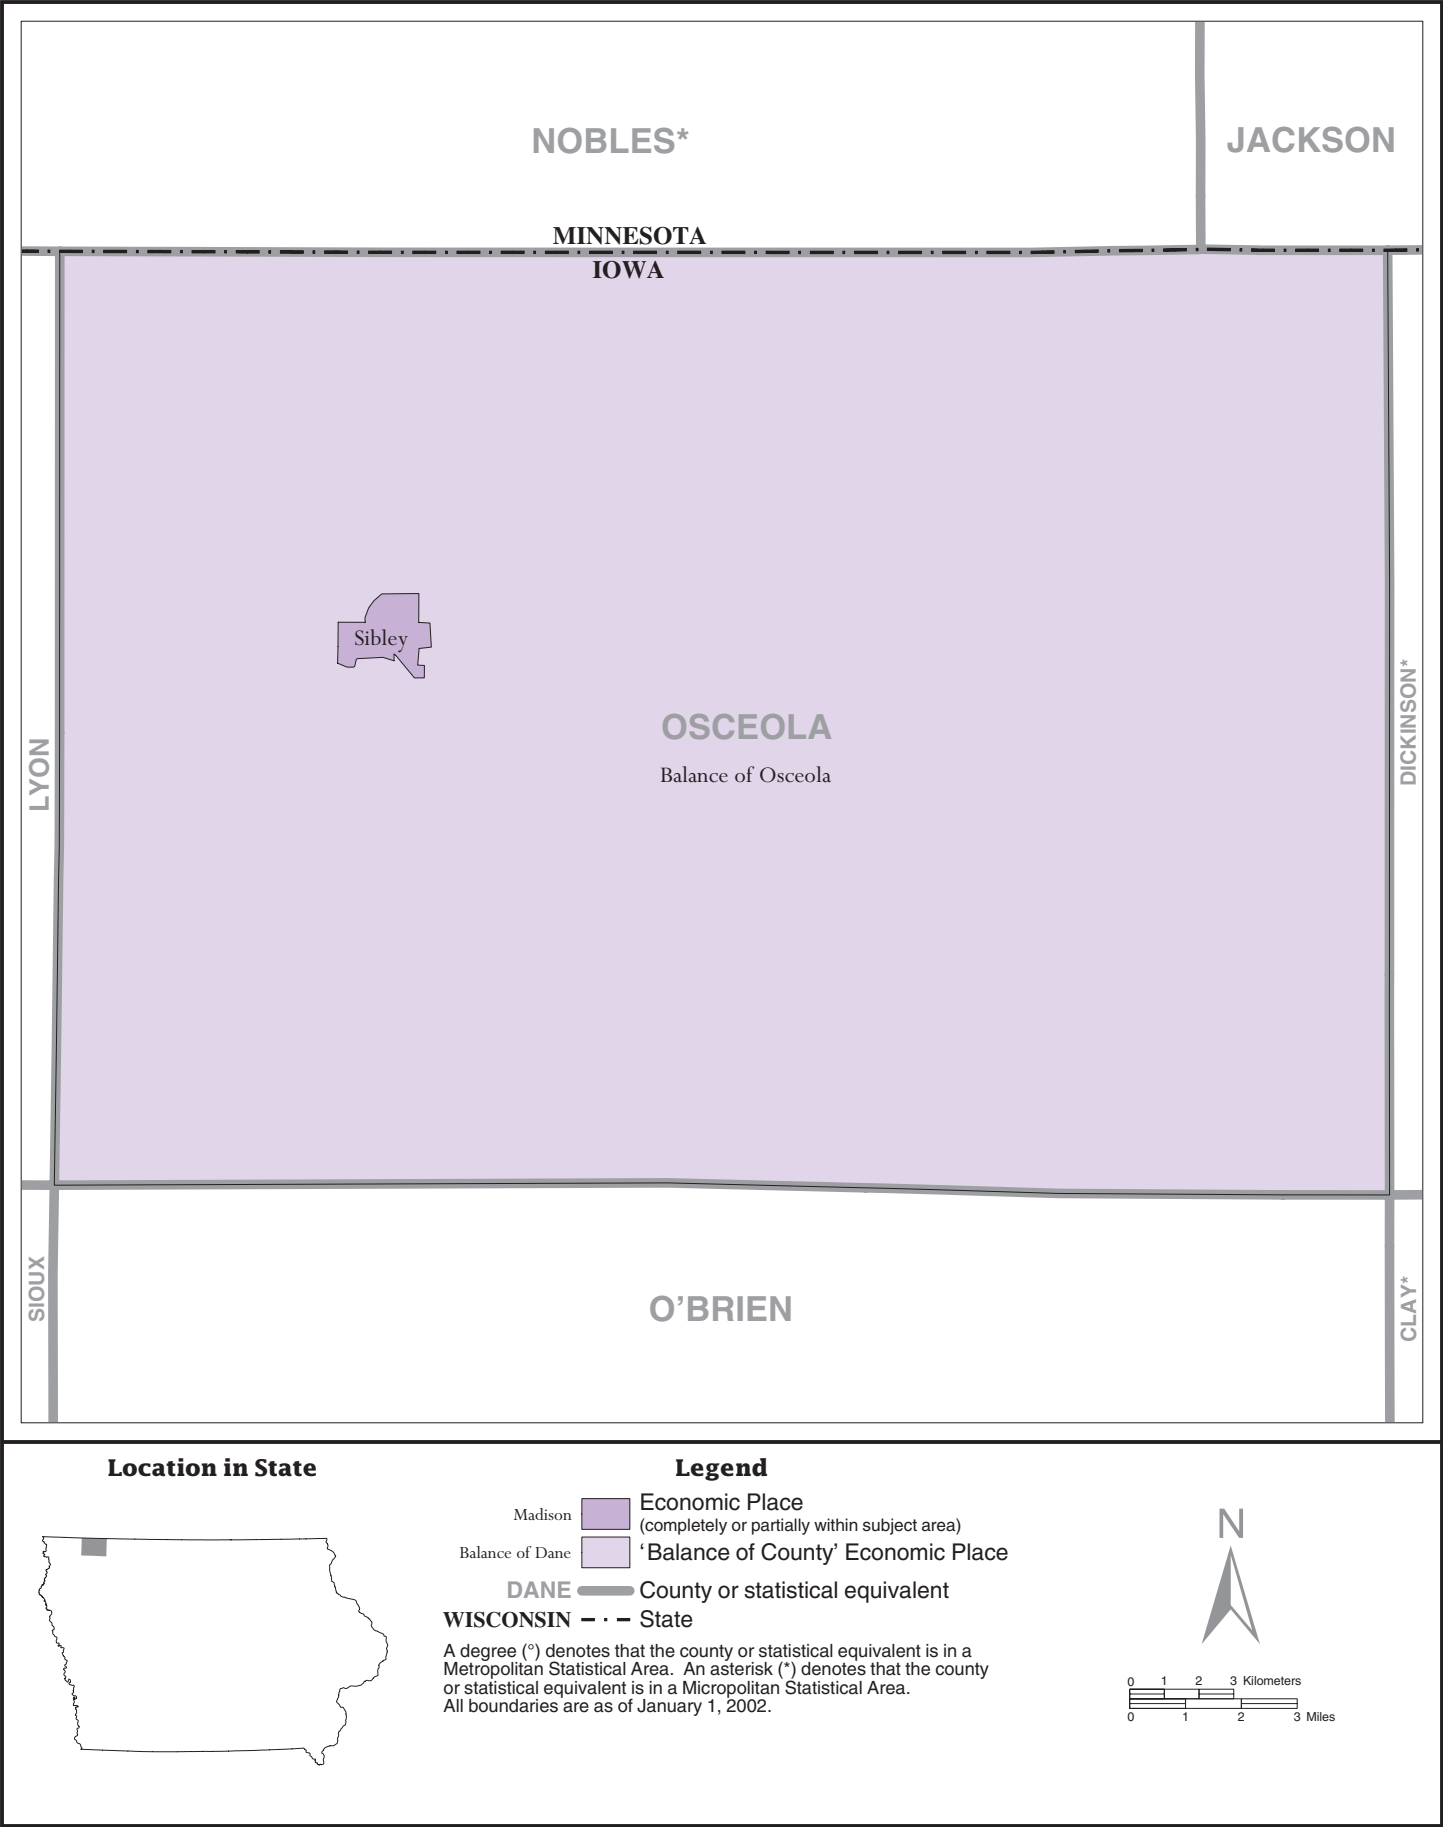 NOBLES*
JACKSON
MINNESOTA
IOWA
Sibley
LYON
OSCEOLA
Balance of Osceola
DICKINSON*
SIOUX
O’BRIEN
CLAY*
Location in State
Legend
Madison
Economic Place
(completely or partially within subject area)
Balance of Dane
‘Balance of County’ Economic Place
DANE
County or statistical equivalent
WISCONSIN
State
A degree (°) denotes that the county or statistical equivalent is in a
Metropolitan Statistical Area. An asterisk (*) denotes that the county
or statistical equivalent is in a Micropolitan Statistical Area.
All boundaries are as of January 1, 2002.
N
0 1 2 3 Kilometers
0 1 2 3 Miles